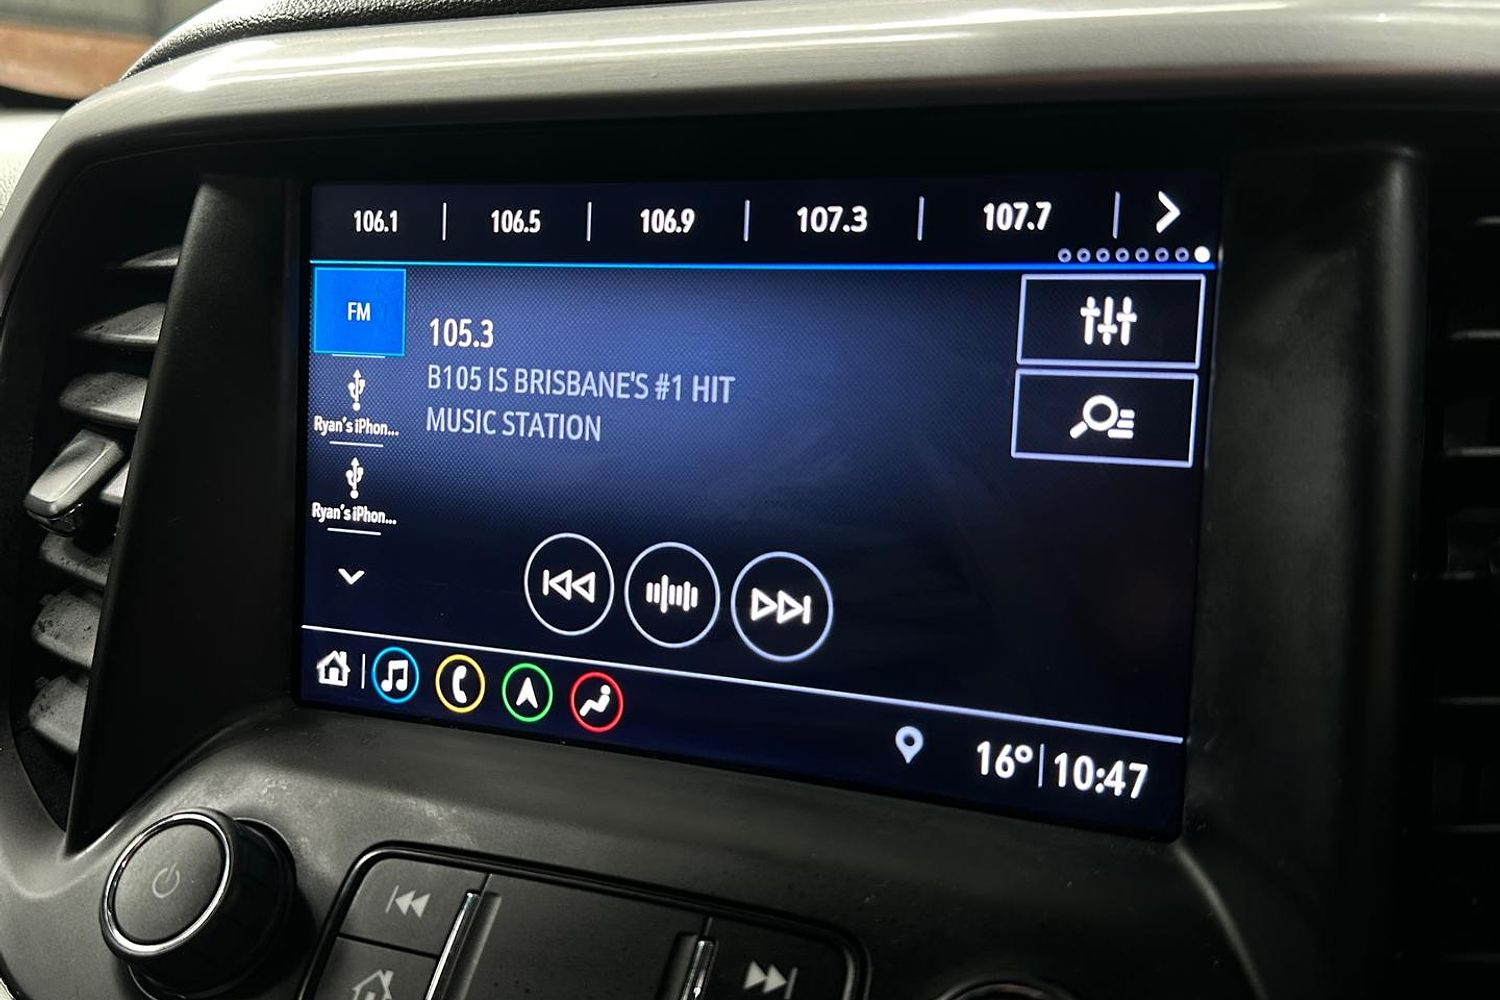 106.1 | 106.5 | 106.9 | 107.3 | 107.7
FM
105.3
B105 IS BRISBANE'S #1 HIT
MUSIC STATION
Ryan's iPhon...
Ryan's iPhon...
16° | 10:47